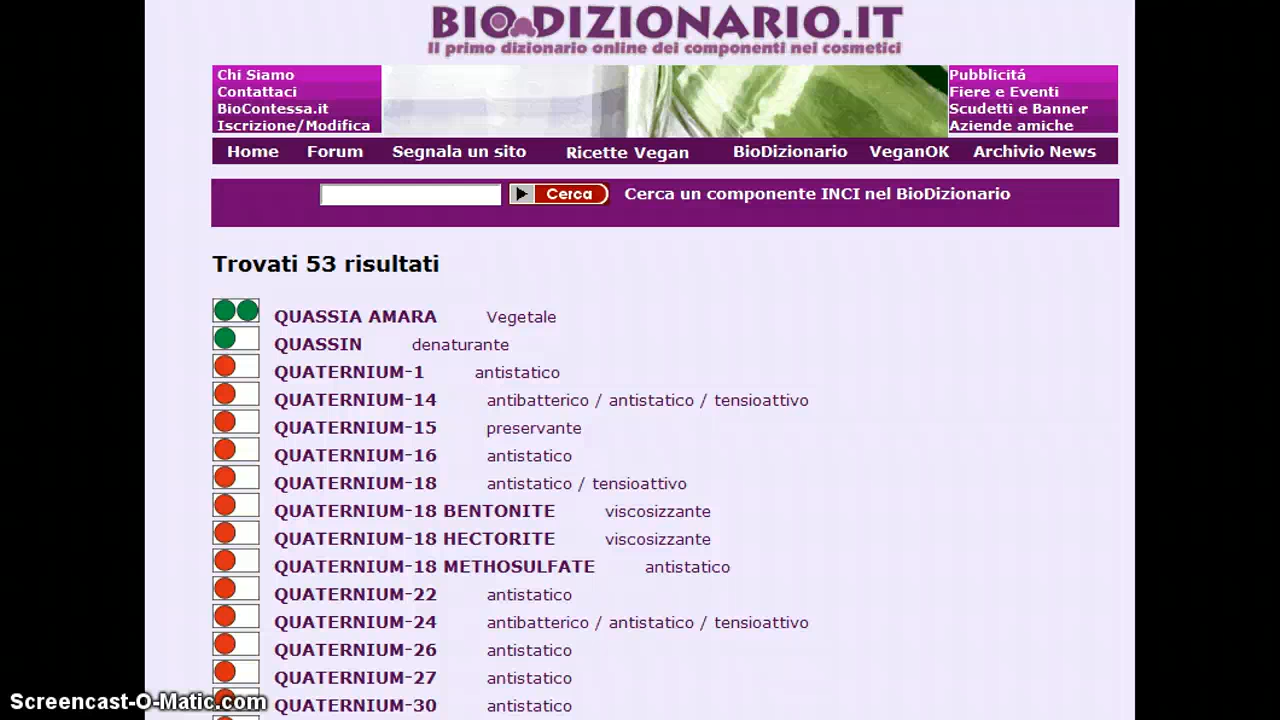 BIODIZIONARIO.IT
Il primo dizionario online dei componenti nei cosmetici
Chi Siamo
Contattaci
BioContessa.it
Iscrizione/Modifica
Pubblicitá
Fiere e Eventi
Scudetti e Banner
Aziende amiche
Home Forum Segnala un sito Ricette Vegan BioDizionario VeganOK Archivio News
Cerca Cerca un componente INCI nel BioDizionario
Trovati 53 risultati
QUASSIA AMARA Vegetale
QUASSIN denaturante
QUATERNIUM-1 antistatico
QUATERNIUM-14 antibatterico / antistatico / tensioattivo
QUATERNIUM-15 preservante
QUATERNIUM-16 antistatico
QUATERNIUM-18 antistatico / tensioattivo
QUATERNIUM-18 BENTONITE viscosizzante
QUATERNIUM-18 HECTORITE viscosizzante
QUATERNIUM-18 METHOSULFATE antistatico
QUATERNIUM-22 antistatico
QUATERNIUM-24 antibatterico / antistatico / tensioattivo
QUATERNIUM-26 antistatico
QUATERNIUM-27 antistatico
QUATERNIUM-30 antistatico
Screencast-O-Matic.com